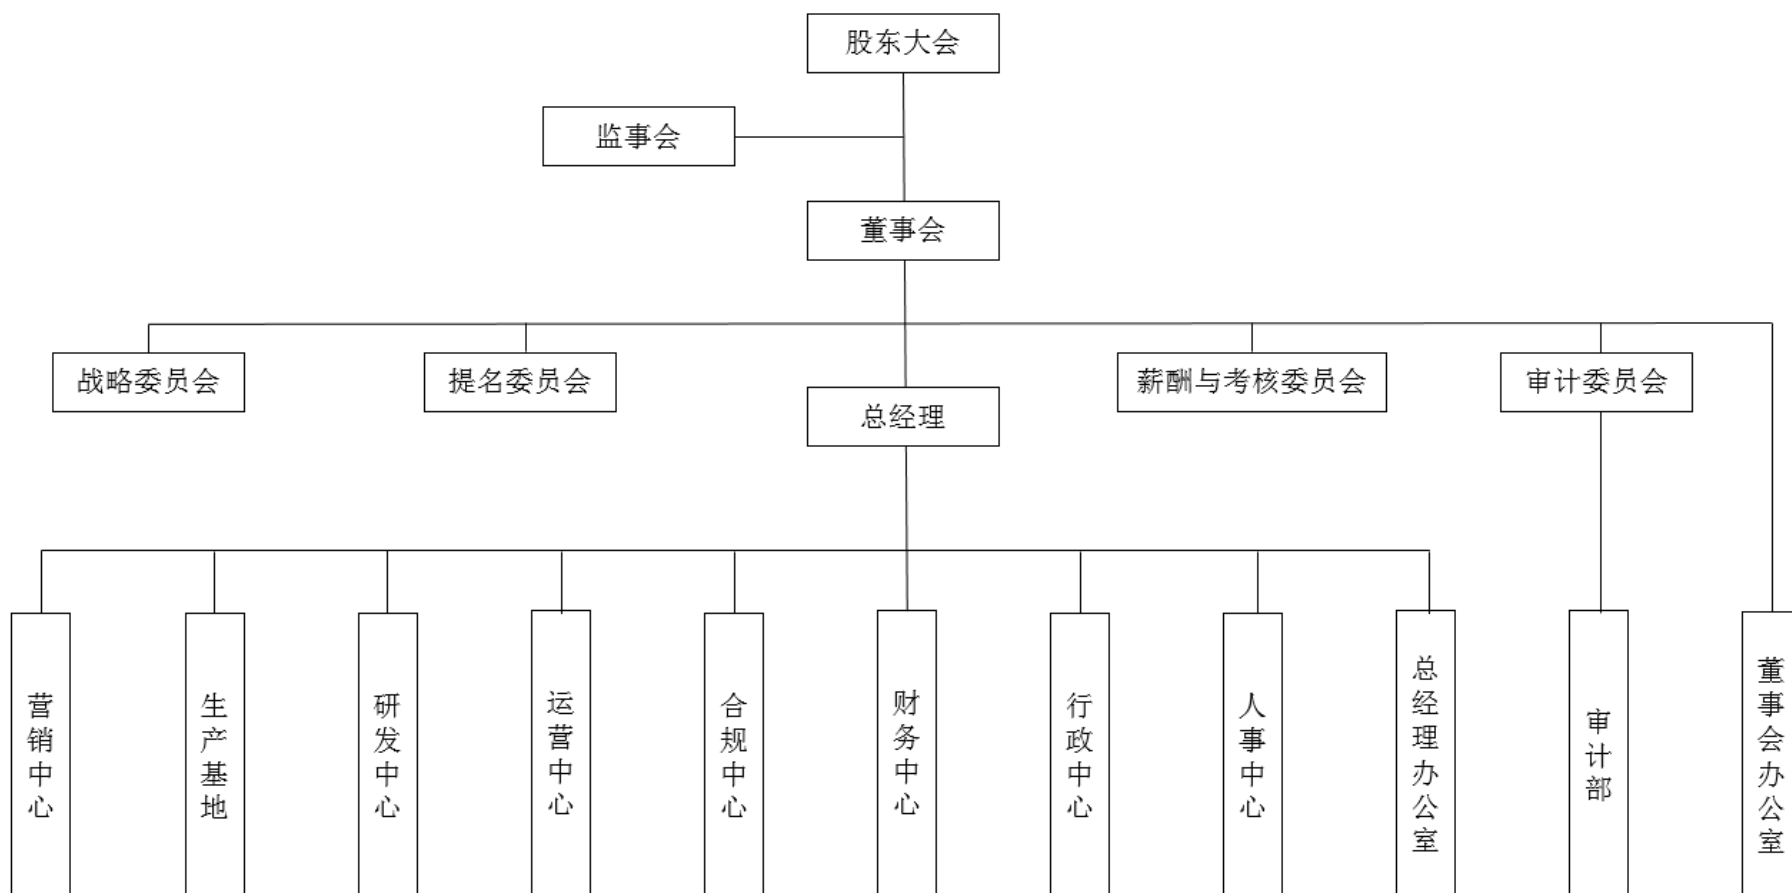 股东大会
监事会
董事会
战略委员会
提名委员会
总经理
薪酬与考核委员会
审计委员会
营销中心
生产基地
研发中心
运营中心
合规中心
财务中心
行政中心
人事中心
总经理办公室
审计部
董事会办公室